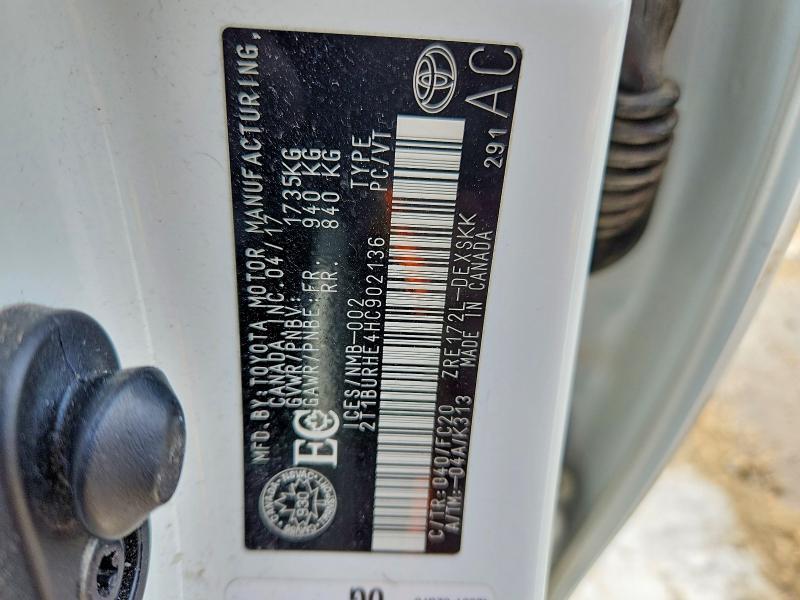 MFD.BY:TOYOTA MOTOR MANUFACTURING,
CANADA INC.04/17
GVWR/PNBV: 1735KG
GAWR/PNBE:FR. 940 KG
RR. 840 KG
ICES/NMB-002 TYPE
2T1BURHE4HC902136 PC/VT
CANADA
930
C/TR:040/FC20 ZRE172L-DEXSKK
A/TM:-04A/K313 MADE IN CANADA
291 AC